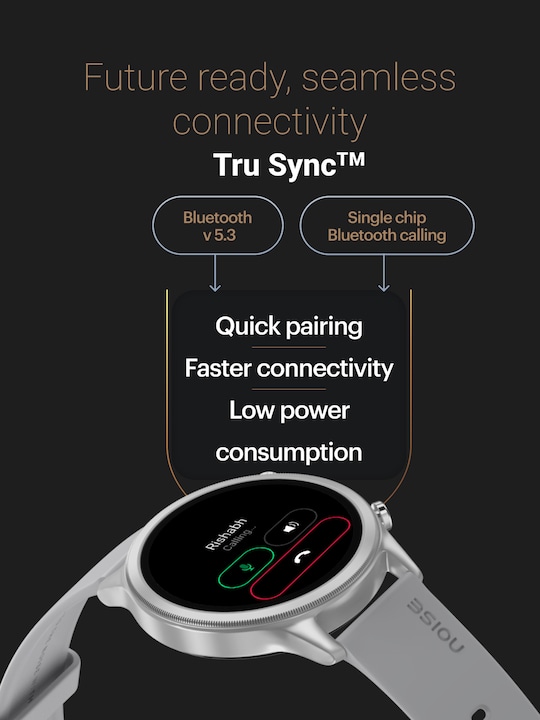 Future ready, seamless
connectivity
Tru Sync™
Bluetooth
v 5.3
Single chip
Bluetooth calling
Quick pairing
Faster connectivity
Low power
consumption
Rishabh
Calling...
noise